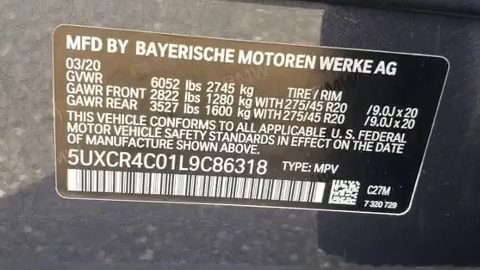 MFD BY BAYERISCHE MOTOREN WERKE AG
03/20
GVWR 6052 lbs 2745 kg TIRE / RIM
GAWR FRONT 2822 lbs 1280 kg WITH 275/45 R20 / 9.0J x 20
GAWR REAR 3527 lbs 1600 kg WITH 275/45 R20 / 9.0J x 20
THIS VEHICLE CONFORMS TO ALL APPLICABLE U. S. FEDERAL
MOTOR VEHICLE SAFETY STANDARDS IN EFFECT ON THE DATE
OF MANUFACTURE SHOWN ABOVE.
5UXCR4C01L9C86318 TYPE: MPV
C27M
7 320 729